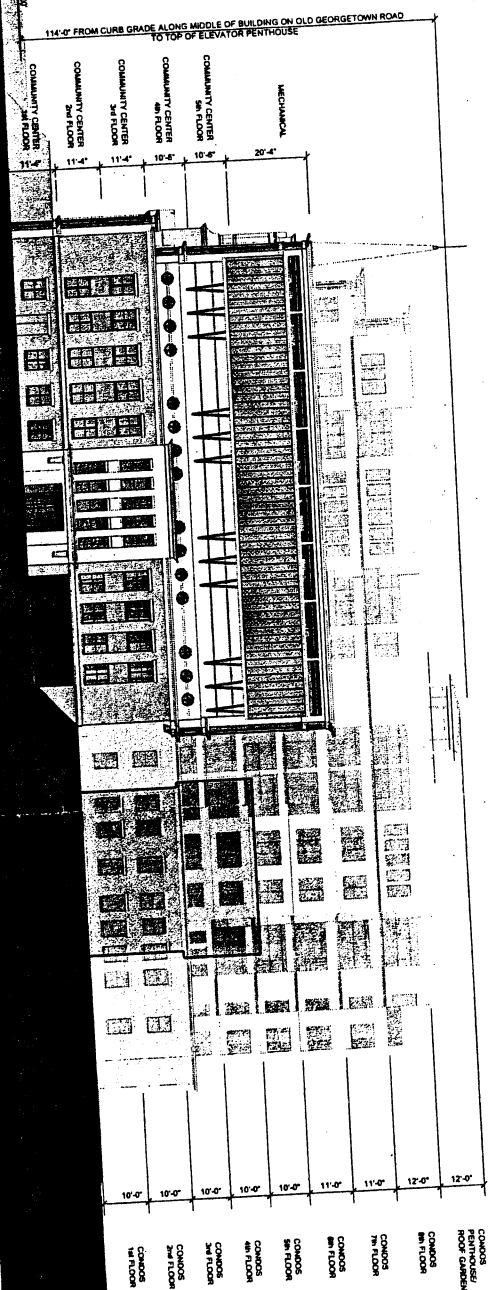 114'-0" FROM CURB GRADE ALONG MIDDLE OF BUILDING ON OLD GEORGETOWN ROAD
TO TOP OF ELEVATOR PENTHOUSE
MECHANICAL
COMMUNITY CENTER
5th FLOOR
COMMUNITY CENTER
4th FLOOR
COMMUNITY CENTER
3rd FLOOR
COMMUNITY CENTER
2nd FLOOR
COMMUNITY CENTER
1st FLOOR
20'-4"
10'-8"
10'-8"
11'-4"
11'-4"
11'-4"
12'-0"
12'-0"
11'-0"
11'-0"
10'-0"
10'-0"
10'-0"
10'-0"
10'-0"
CONDOS
PENTHOUSE/
ROOF GARDEN
CONDOS
8th FLOOR
CONDOS
7th FLOOR
CONDOS
6th FLOOR
CONDOS
5th FLOOR
CONDOS
4th FLOOR
CONDOS
3rd FLOOR
CONDOS
2nd FLOOR
CONDOS
1st FLOOR